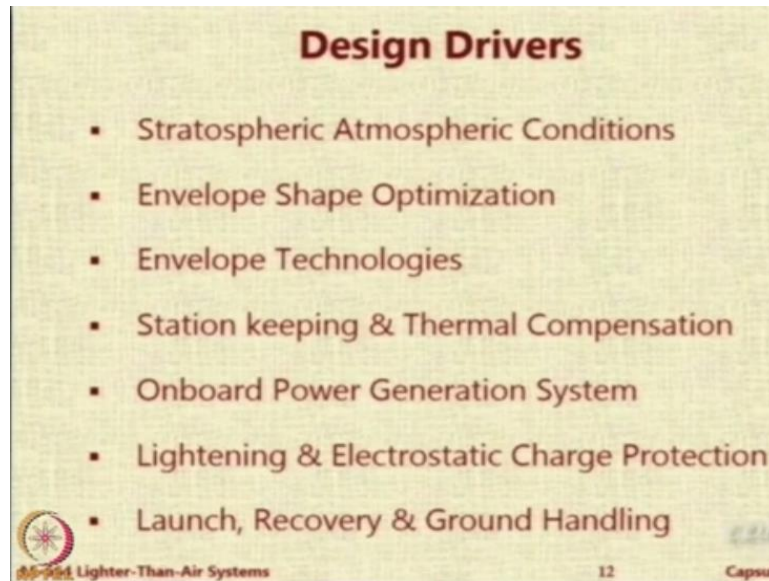 Design Drivers
▪ Stratospheric Atmospheric Conditions
▪ Envelope Shape Optimization
▪ Envelope Technologies
▪ Station keeping & Thermal Compensation
▪ Onboard Power Generation System
▪ Lightening & Electrostatic Charge Protection
▪ Launch, Recovery & Ground Handling
Lighter-Than-Air Systems 12 Capsu